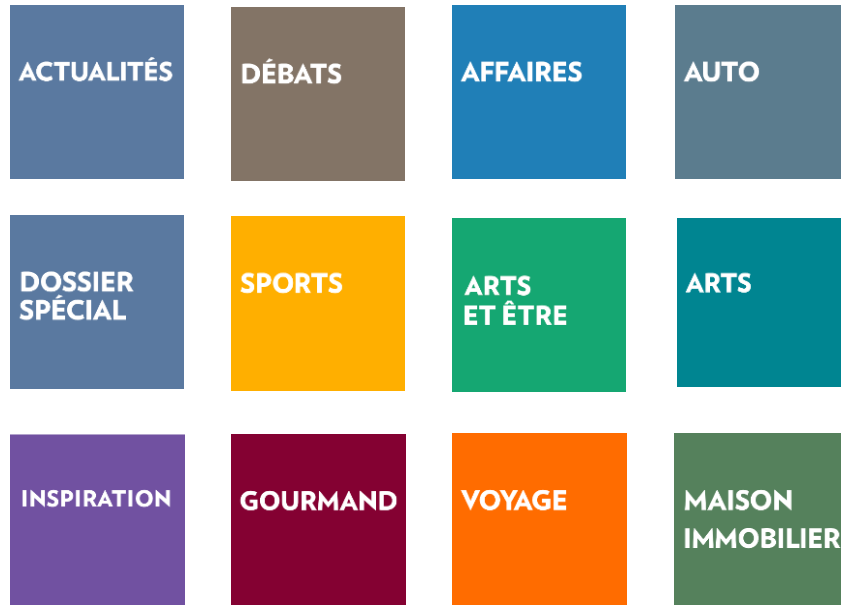 ACTUALITÉS
DÉBATS
AFFAIRES
AUTO
DOSSIER
SPÉCIAL
SPORTS
ARTS
ET ÊTRE
ARTS
INSPIRATION
GOURMAND
VOYAGE
MAISON
IMMOBILIER